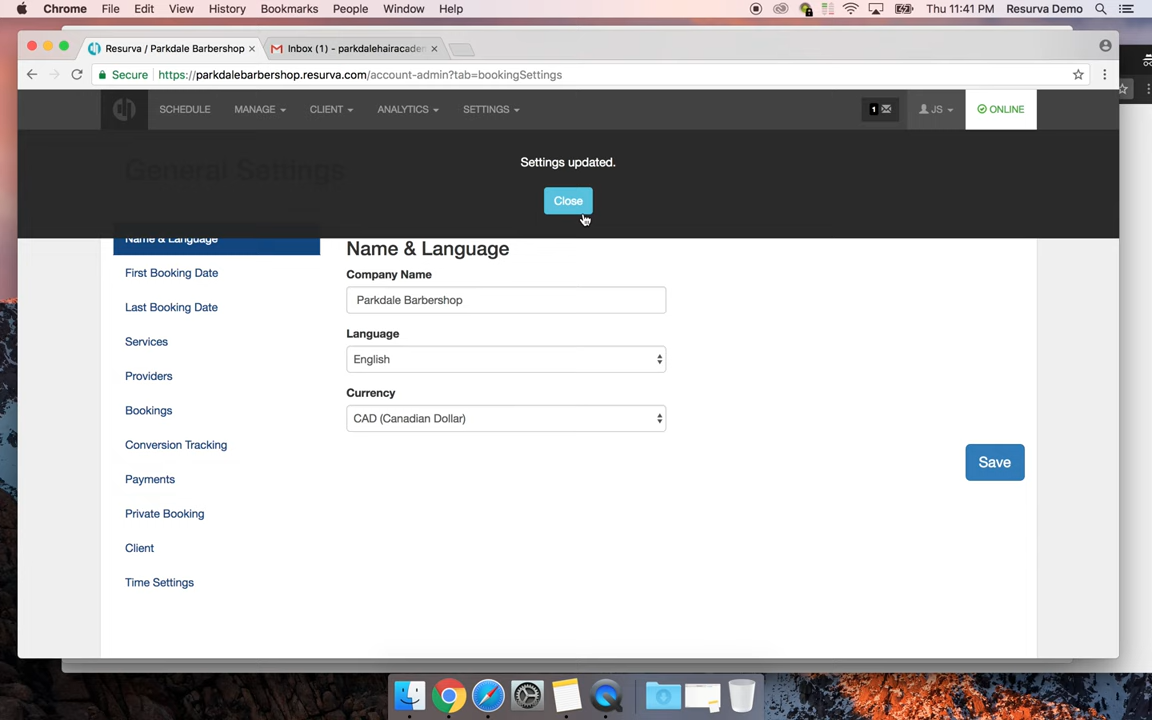 Chrome File Edit View History Bookmarks People Window Help Thu 11:41 PM Resurva Demo
Resurva / Parkdale Barbershop Inbox (1) - parkdalehairacaden
Secure https://parkdalebarbershop.resurva.com/account-admin?tab=bookingSettings
SCHEDULE MANAGE CLIENT ANALYTICS SETTINGS 1 JS ONLINE
Settings updated.
General Settings
Close
Name & Language
Name & Language
Company Name
First Booking Date
Parkdale Barbershop
Last Booking Date
Language
Services
English
Providers
Currency
Bookings
CAD (Canadian Dollar)
Conversion Tracking
Save
Payments
Private Booking
Client
Time Settings